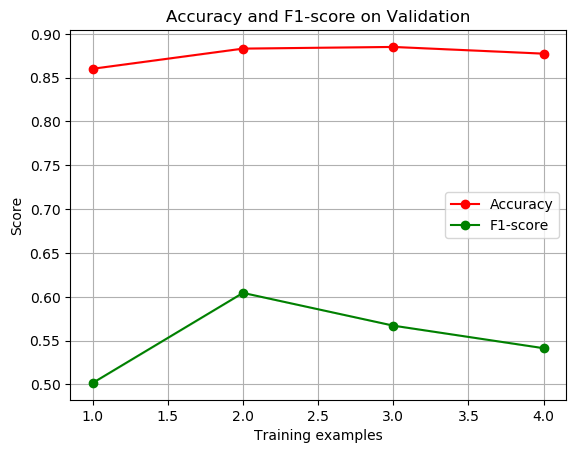 Accuracy and F1-score on Validation
0.90
0.85
0.80
0.75
0.70
0.65
0.60
0.55
0.50
Score
Accuracy
F1-score
1.0 1.5 2.0 2.5 3.0 3.5 4.0
Training examples